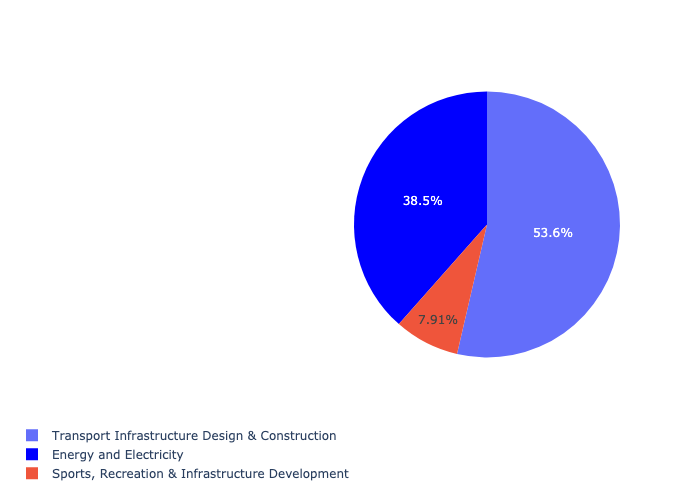 38.5%
53.6%
7.91%
Transport Infrastructure Design & Construction
Energy and Electricity
Sports, Recreation & Infrastructure Development